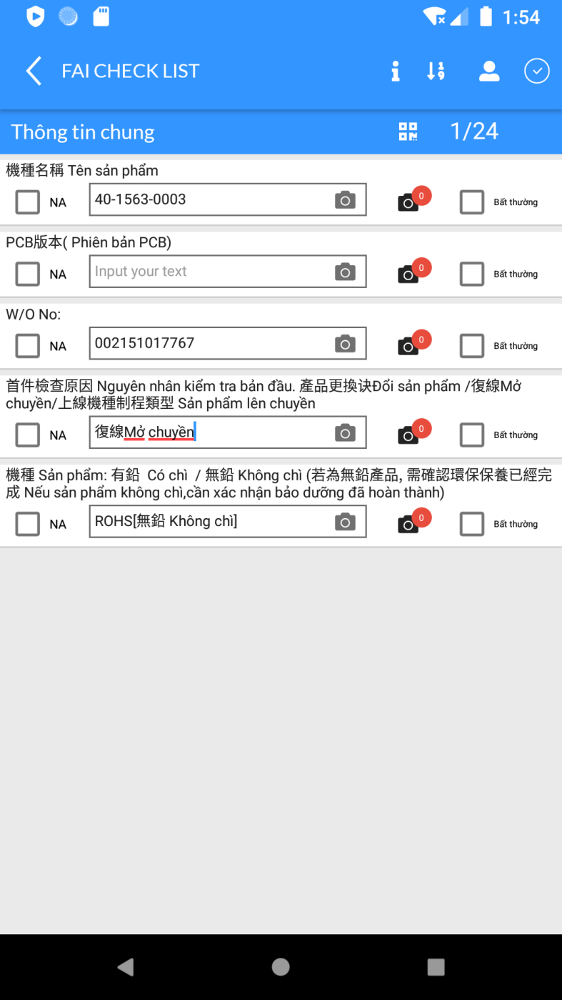 1:54
FAI CHECK LIST
Thông tin chung 1/24
機種名稱 Tên sản phẩm
NA 40-1563-0003 0 Bất thường
PCB版本( Phiên bản PCB)
NA Input your text 0 Bất thường
W/O No:
NA 002151017767 0 Bất thường
首件檢查原因 Nguyên nhân kiểm tra bản đầu. 產品更換诀Đổi sản phẩm /復線Mở
chuyền/上線機種制程類型 Sản phẩm lên chuyền
NA 復線Mở chuyền 0 Bất thường
機種 Sản phẩm: 有鉛  Có chì  / 無鉛 Không chì (若為無鉛產品, 需確認環保保養已經完
成 Nếu sản phẩm không chì,cần xác nhận bảo dưỡng đã hoàn thành)
NA ROHS[無鉛 Không chì] 0 Bất thường